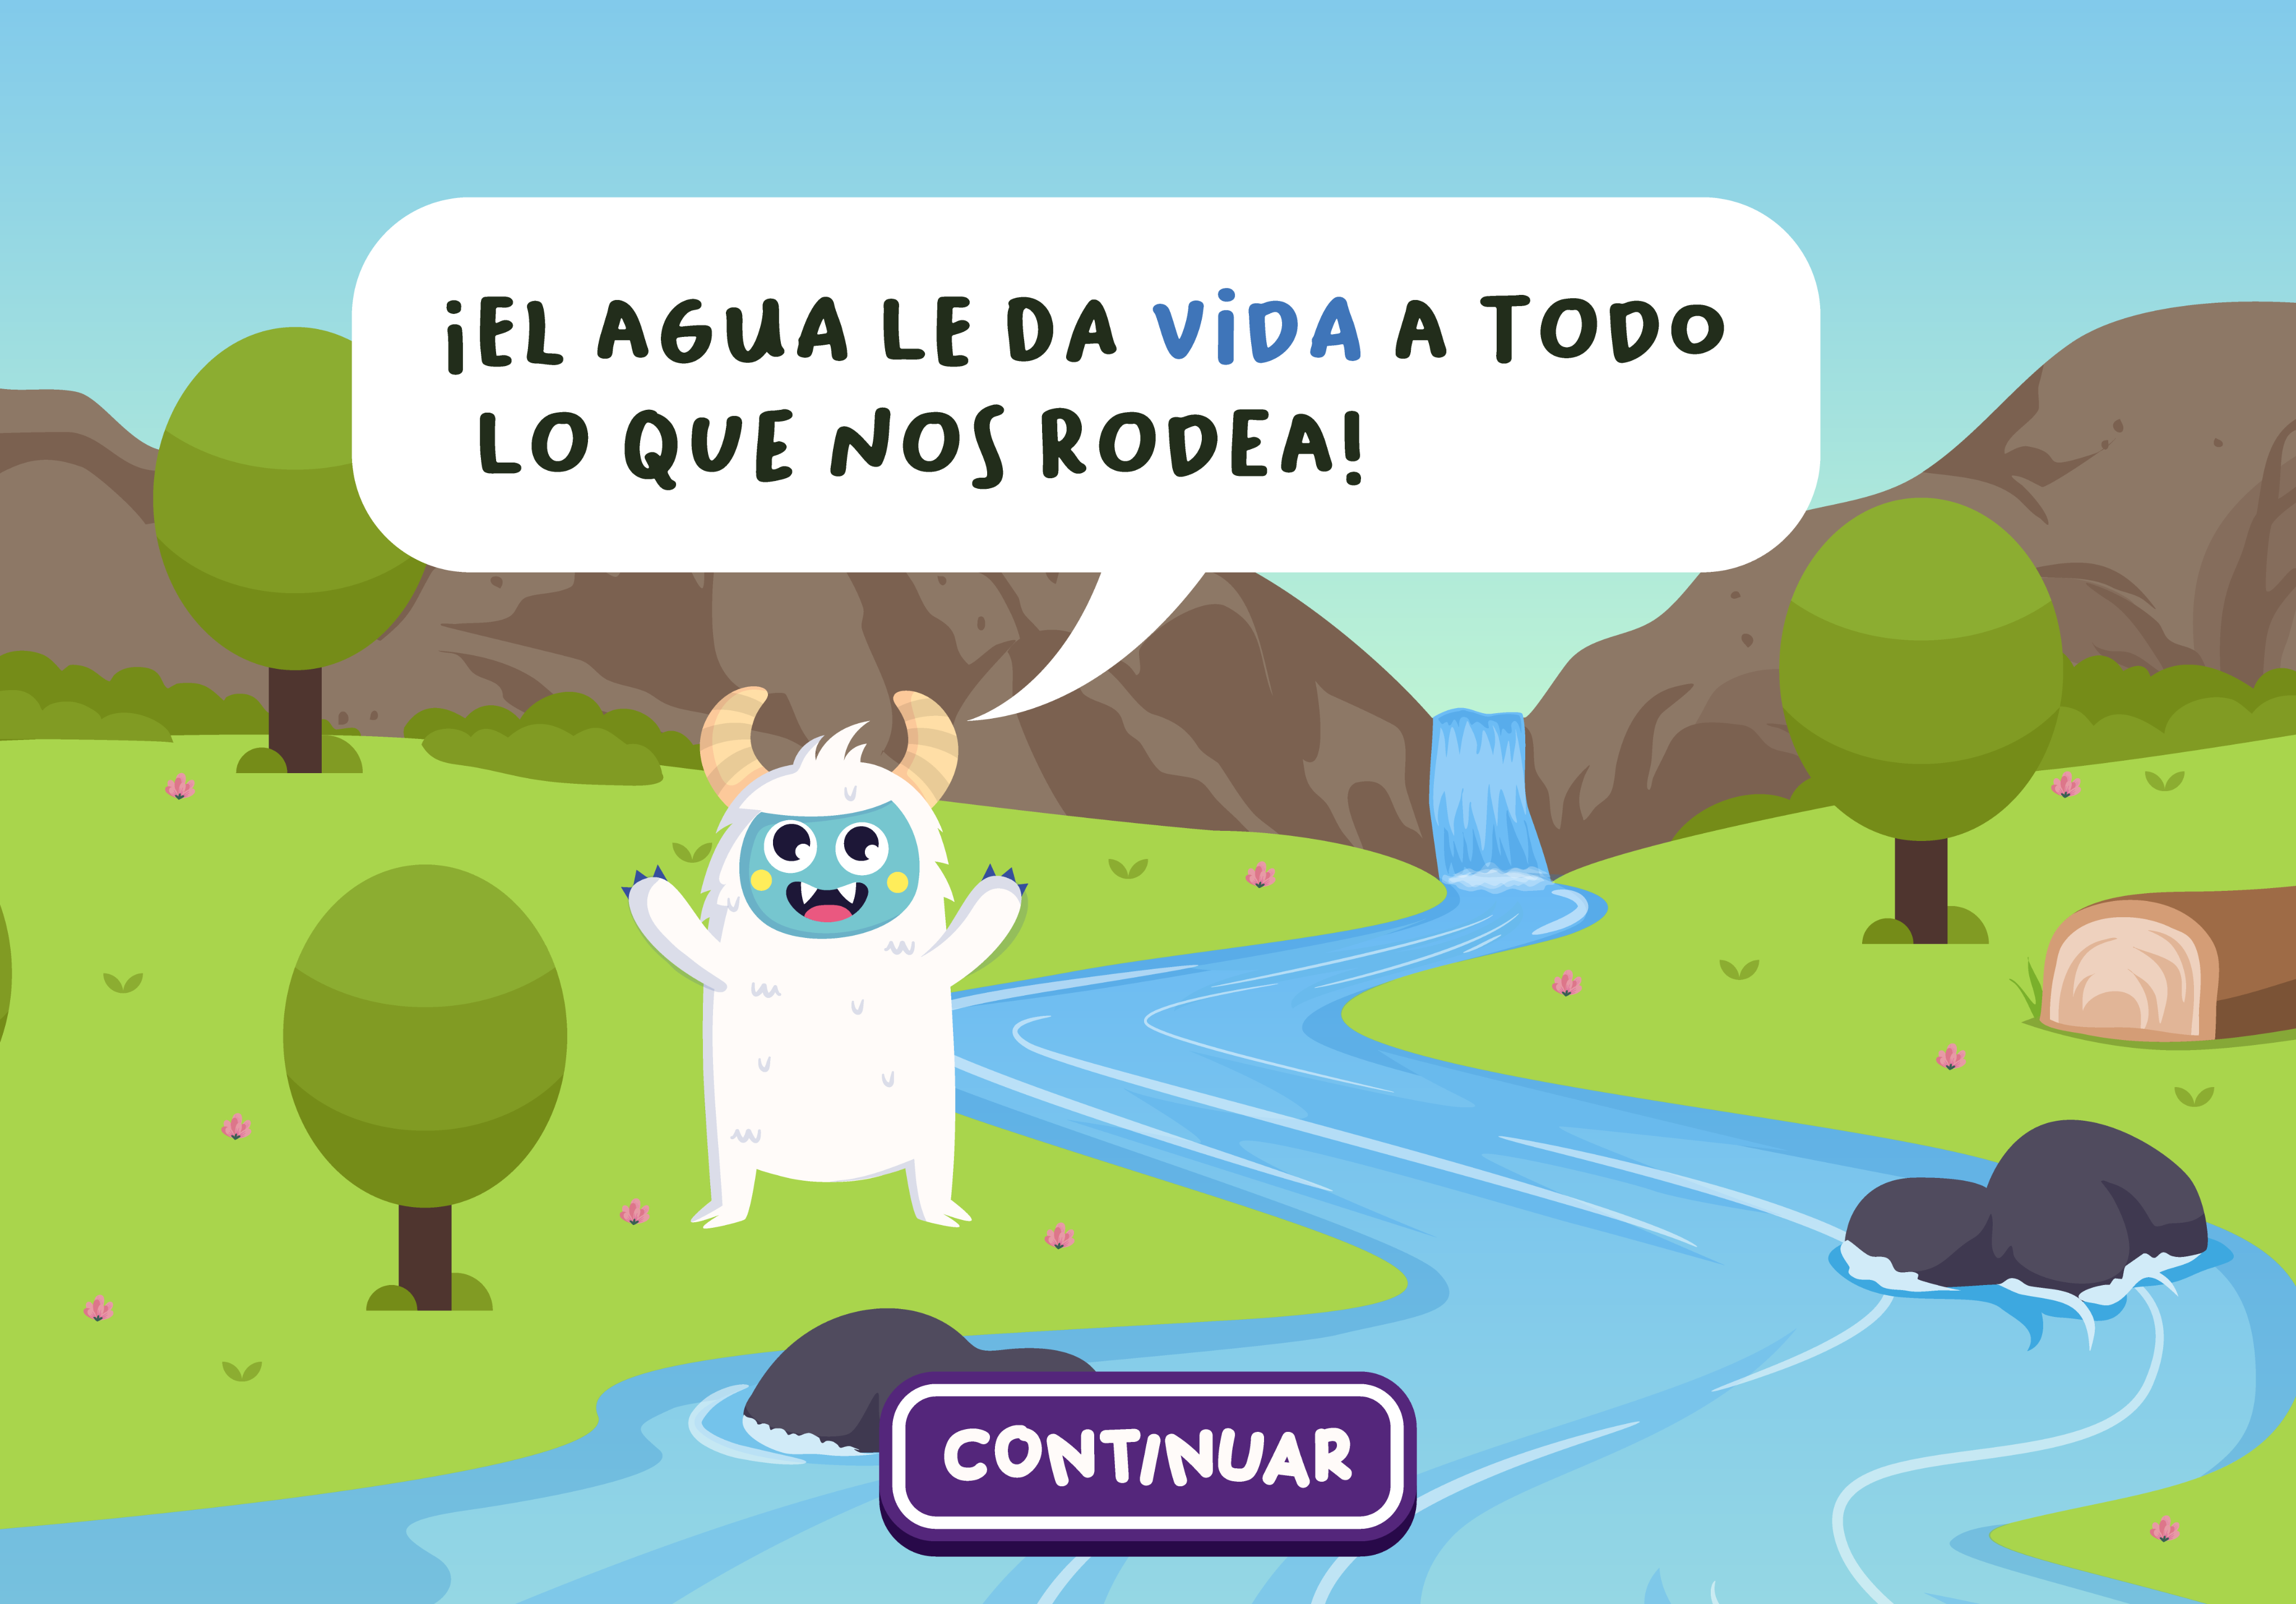 ¡EL AGUA LE DA VIDA A TODO
LO QUE NOS RODEA!
CONTINUAR